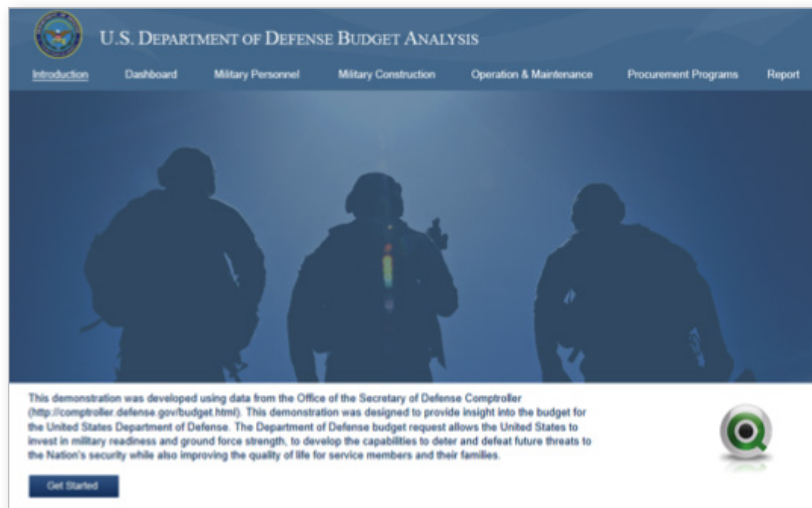 U.S. DEPARTMENT OF DEFENSE BUDGET ANALYSIS
Introduction Dashboard Military Personnel Military Construction Operation & Maintenance Procurement Programs Report
This demonstration was developed using data from the Office of the Secretary of Defense Comptroller
(http://comptroller.defense.gov/budget.html). This demonstration was designed to provide insight into the budget for
the United States Department of Defense. The Department of Defense budget request allows the United States to
invest in military readiness and ground force strength, to develop the capabilities to deter and defeat future threats to
the Nation's security while also improving the quality of life for service members and their families.
Get Started